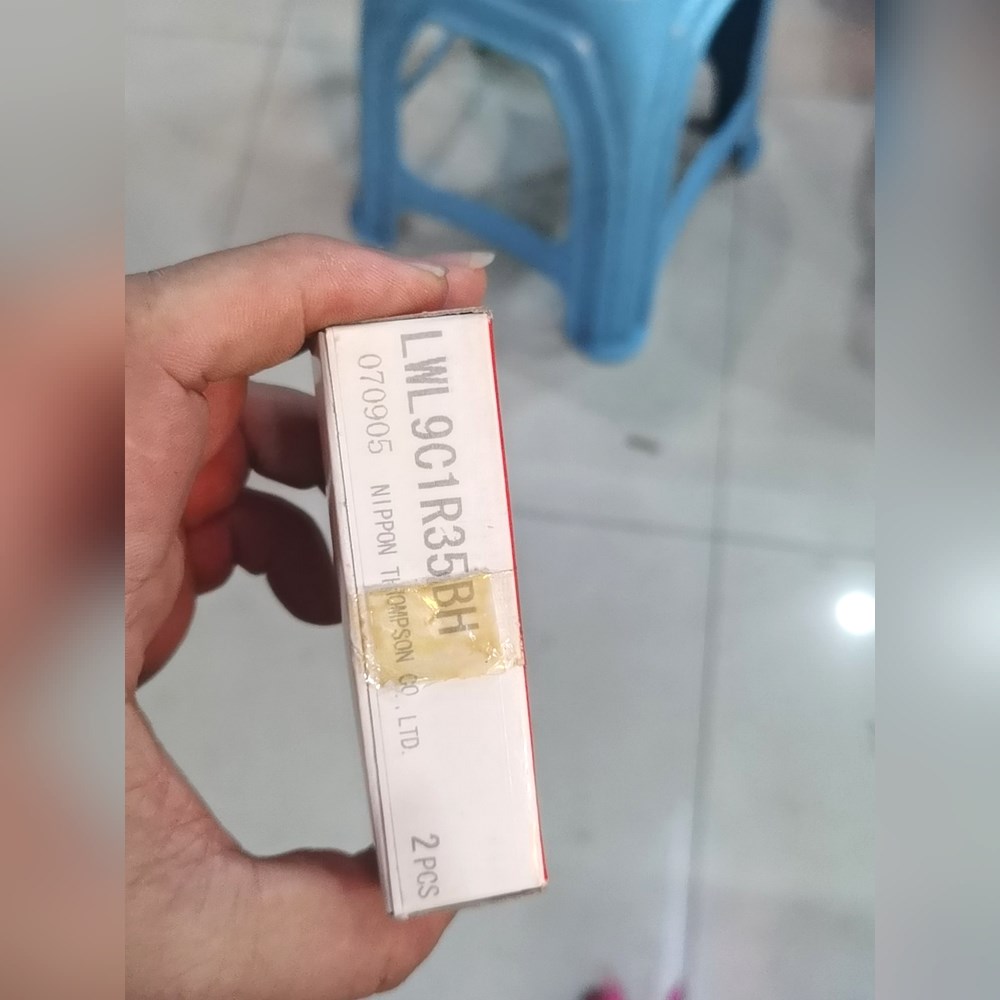 LWL9C1R35BH
070905 NIPPON THOMPSON CO.,LTD. 2PCS